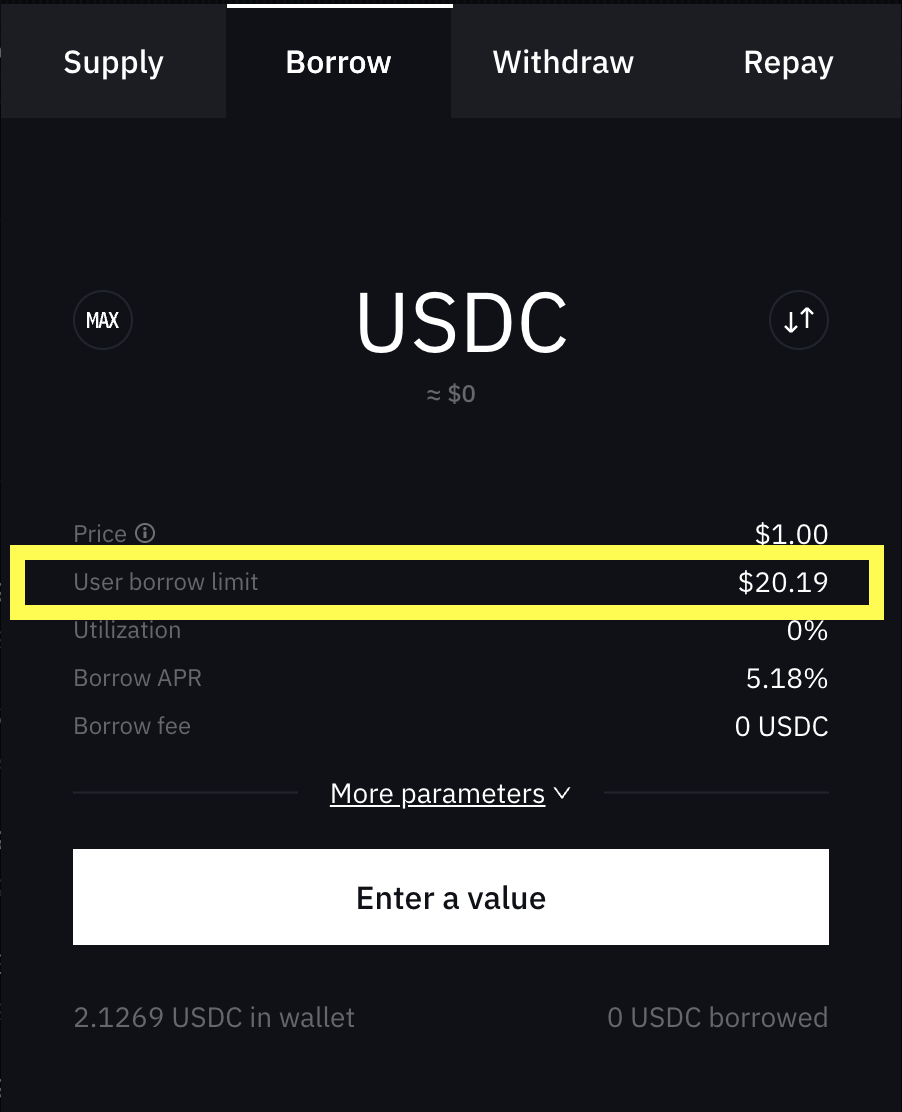 Supply Borrow Withdraw Repay
MAX USDC ↓↑
≈ $0
Price $1.00
User borrow limit $20.19
Utilization 0%
Borrow APR 5.18%
Borrow fee 0 USDC
More parameters
Enter a value
2.1269 USDC in wallet 0 USDC borrowed